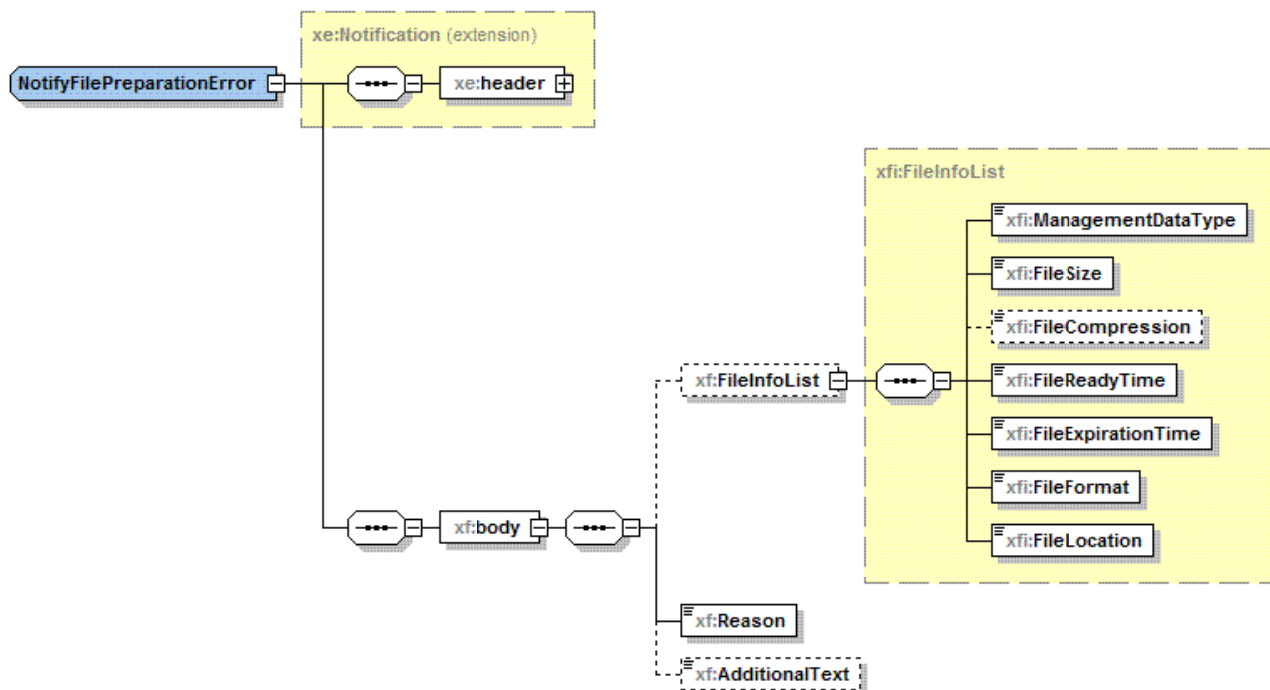 xe:Notification (extension)
NotifyFilePreparationError
xe:header
xfi:FileInfoList
xfi:ManagementDataType
xfi:FileSize
xfi:FileCompression
xf:FileInfoList
xfi:FileReadyTime
xfi:FileExpirationTime
xfi:FileFormat
xf:body
xfi:FileLocation
xf:Reason
xf:AdditionalText